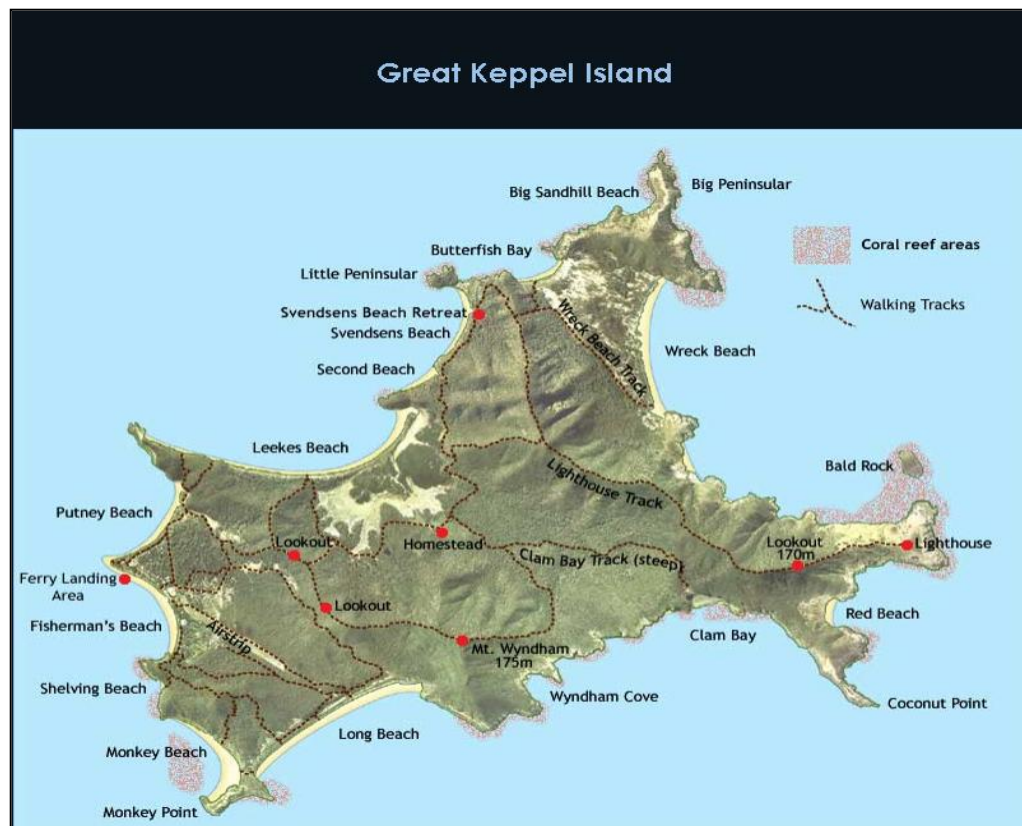 Great Keppel Island
Big Peninsular
Big Sandhill Beach
Butterfish Bay
Coral reef areas
Little Peninsular
Walking Tracks
Svendsens Beach Retreat
Svendsens Beach
Wreck Beach Track
Wreck Beach
Second Beach
Leekes Beach
Bald Rock
Lighthouse Track
Putney Beach
Lookout
Homestead
Clam Bay Track (steep)
Lookout
170m
Lighthouse
Ferry Landing
Area
Lookout
Fisherman's Beach
Red Beach
Airstrip
Clam Bay
Mt. Wyndham
175m
Shelving Beach
Wyndham Cove
Coconut Point
Long Beach
Monkey Beach
Monkey Point